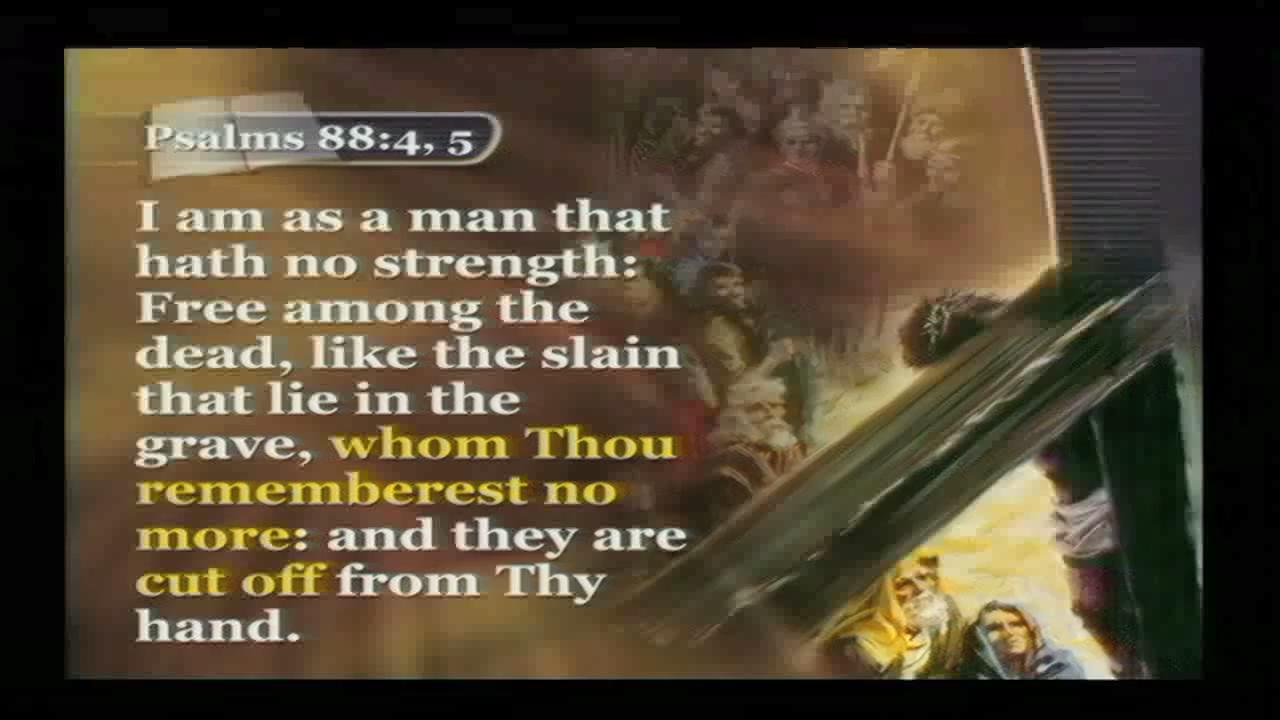 Psalms 88:4, 5
I am as a man that
hath no strength:
Free among the
dead, like the slain
that lie in the
grave, whom Thou
rememberest no
more: and they are
cut off from Thy
hand.